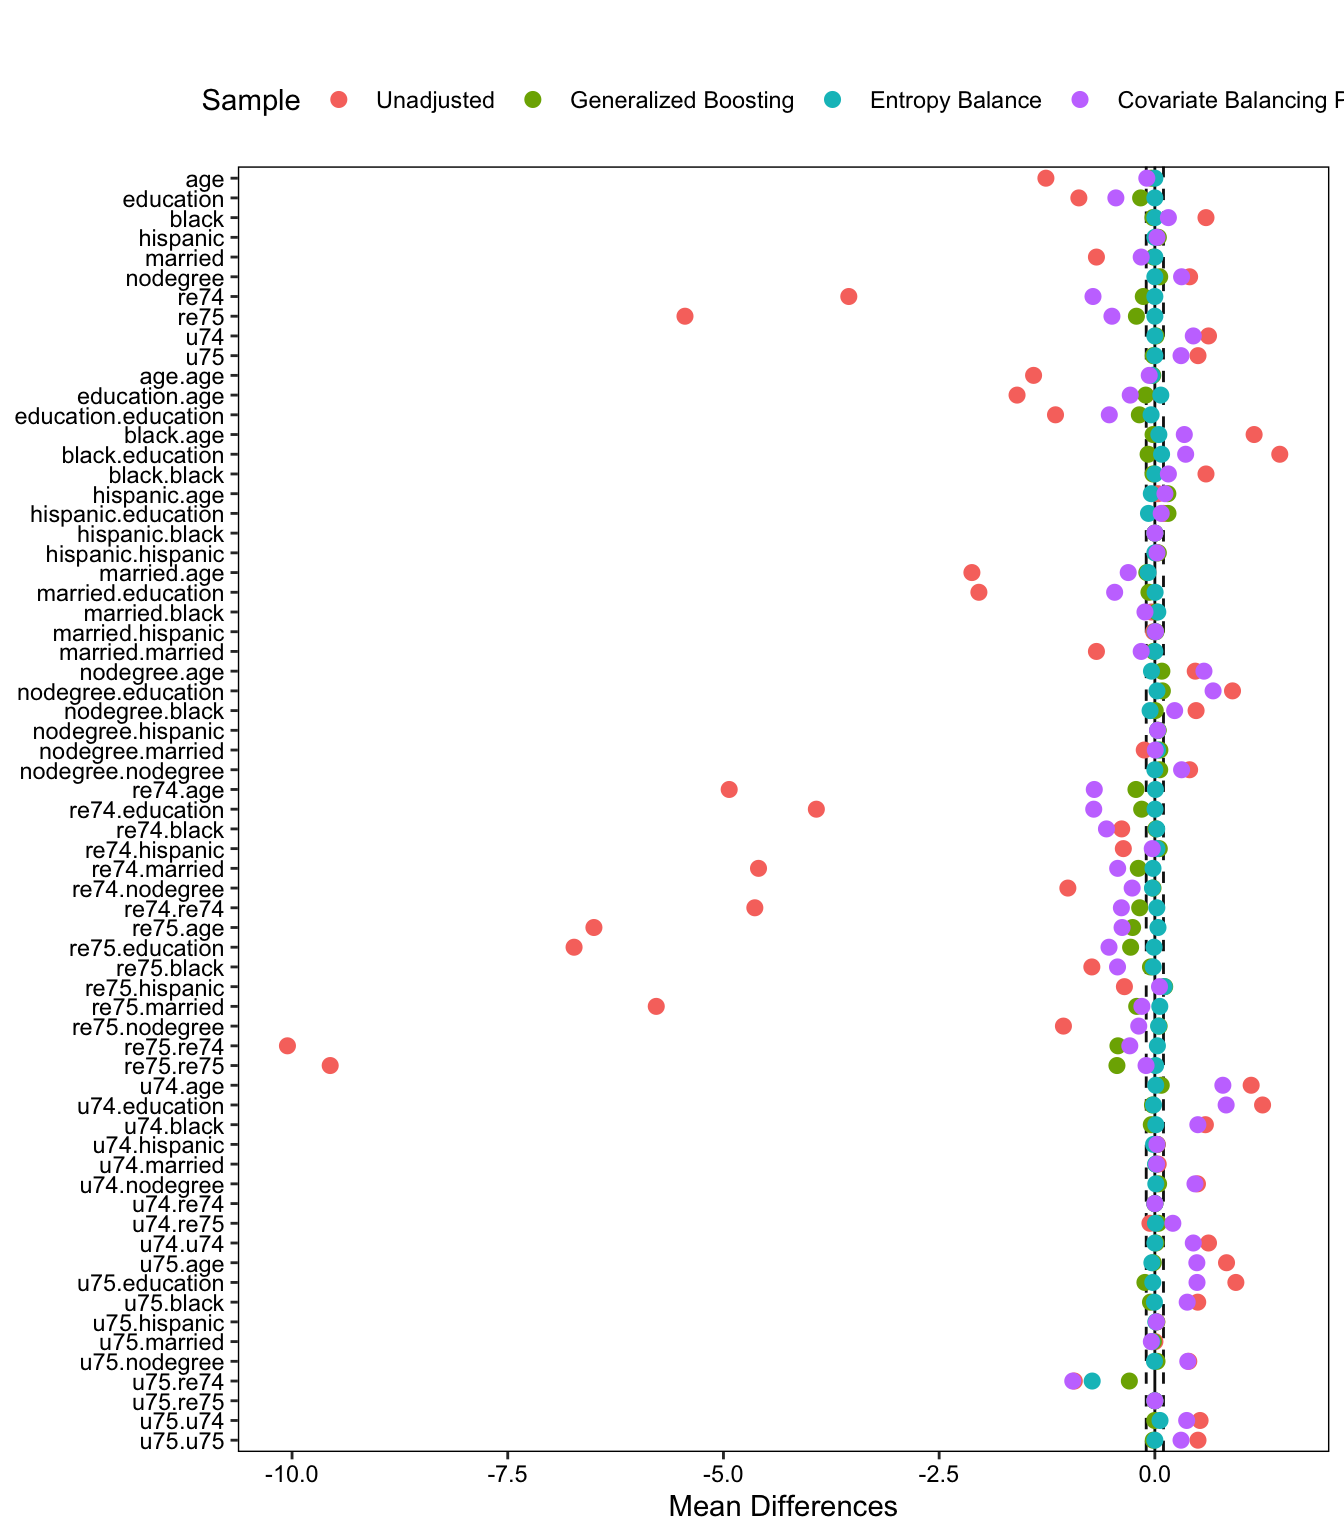 Sample Unadjusted Generalized Boosting Entropy Balance Covariate Balancing
age
education
black
hispanic
married
nodegree
re74
re75
u74
u75
age.age
education.age
education.education
black.age
black.education
black.black
hispanic.age
hispanic.education
hispanic.black
hispanic.hispanic
married.age
married.education
married.black
married.hispanic
married.married
nodegree.age
nodegree.education
nodegree.black
nodegree.hispanic
nodegree.married
nodegree.nodegree
re74.age
re74.education
re74.black
re74.hispanic
re74.married
re74.nodegree
re74.re74
re75.age
re75.education
re75.black
re75.hispanic
re75.married
re75.nodegree
re75.re74
re75.re75
u74.age
u74.education
u74.black
u74.hispanic
u74.married
u74.nodegree
u74.re74
u74.re75
u74.u74
u75.age
u75.education
u75.black
u75.hispanic
u75.married
u75.nodegree
u75.re74
u75.re75
u75.u74
u75.u75
-10.0 -7.5 -5.0 -2.5 0.0
Mean Differences